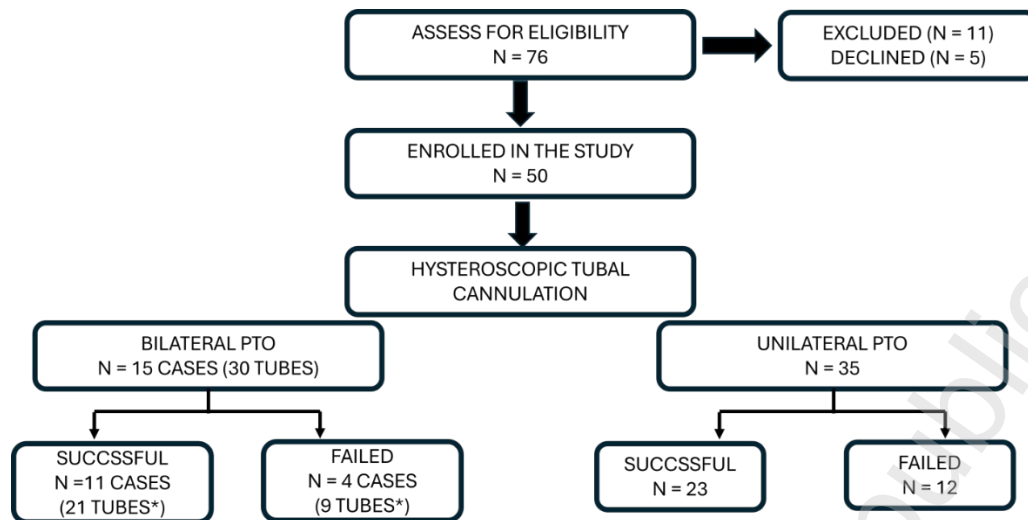 ASSESS FOR ELIGIBILITY
N = 76
EXCLUDED (N = 11)
DECLINED (N = 5)
ENROLLED IN THE STUDY
N = 50
HYSTEROSCOPIC TUBAL
CANNULATION
BILATERAL PTO
N = 15 CASES (30 TUBES)
UNILATERAL PTO
N = 35
SUCCSSFUL
N =11 CASES
(21 TUBES*)
FAILED
N = 4 CASES
(9 TUBES*)
SUCCSSFUL
N = 23
FAILED
N = 12